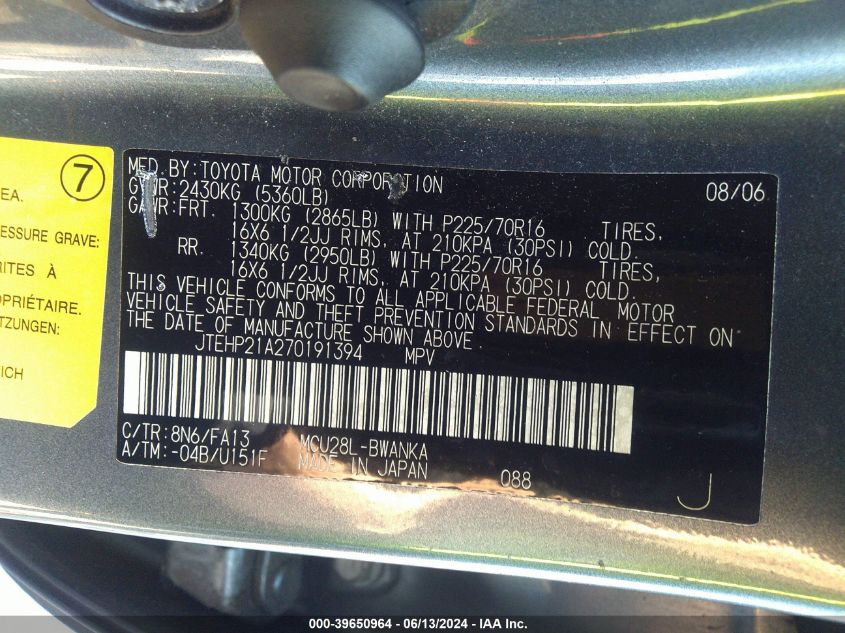 7
EA.
ESSURE GRAVE:
RITES À
OPRIÉTAIRE.
TZUNGEN:
ICH
MFD. BY: TOYOTA MOTOR CORPORATION 08/06
GVWR: 2430KG (5360LB)
GAWR: FRT. 1300KG (2865LB) WITH P225/70R16 TIRES,
16X6 1/2JJ RIMS, AT 210KPA (30PSI) COLD.
RR. 1340KG (2950LB) WITH P225/70R16 TIRES,
16X6 1/2JJ RIMS, AT 210KPA (30PSI) COLD.
THIS VEHICLE CONFORMS TO ALL APPLICABLE FEDERAL MOTOR
VEHICLE SAFETY AND THEFT PREVENTION STANDARDS IN EFFECT ON
THE DATE OF MANUFACTURE SHOWN ABOVE.
JTEHP21A270191394 MPV
C/TR: 8N6/FA13 MCU28L-BWANKA
A/TM: -04B/U151F MADE IN JAPAN 088
J
000-39650964 - 06/13/2024 - IAA Inc.